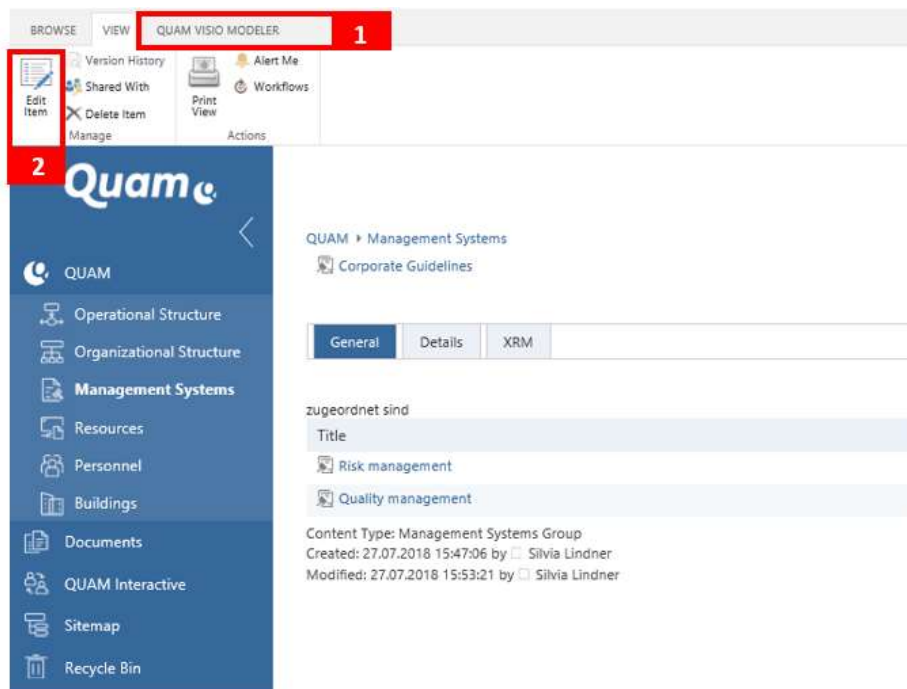 BROWSE VIEW QUAM VISIO MODELER 1
Edit Item
Version History
Shared With
Delete Item
Manage
Print View
Alert Me
Workflows
Actions
2
Quam
QUAM
Operational Structure
Organizational Structure
Management Systems
Resources
Personnel
Buildings
Documents
QUAM Interactive
Sitemap
Recycle Bin
QUAM ▸ Management Systems
Corporate Guidelines
General Details XRM
zugeordnet sind
Title
Risk management
Quality management
Content Type: Management Systems Group
Created: 27.07.2018 15:47:06 by Silvia Lindner
Modified: 27.07.2018 15:53:21 by Silvia Lindner